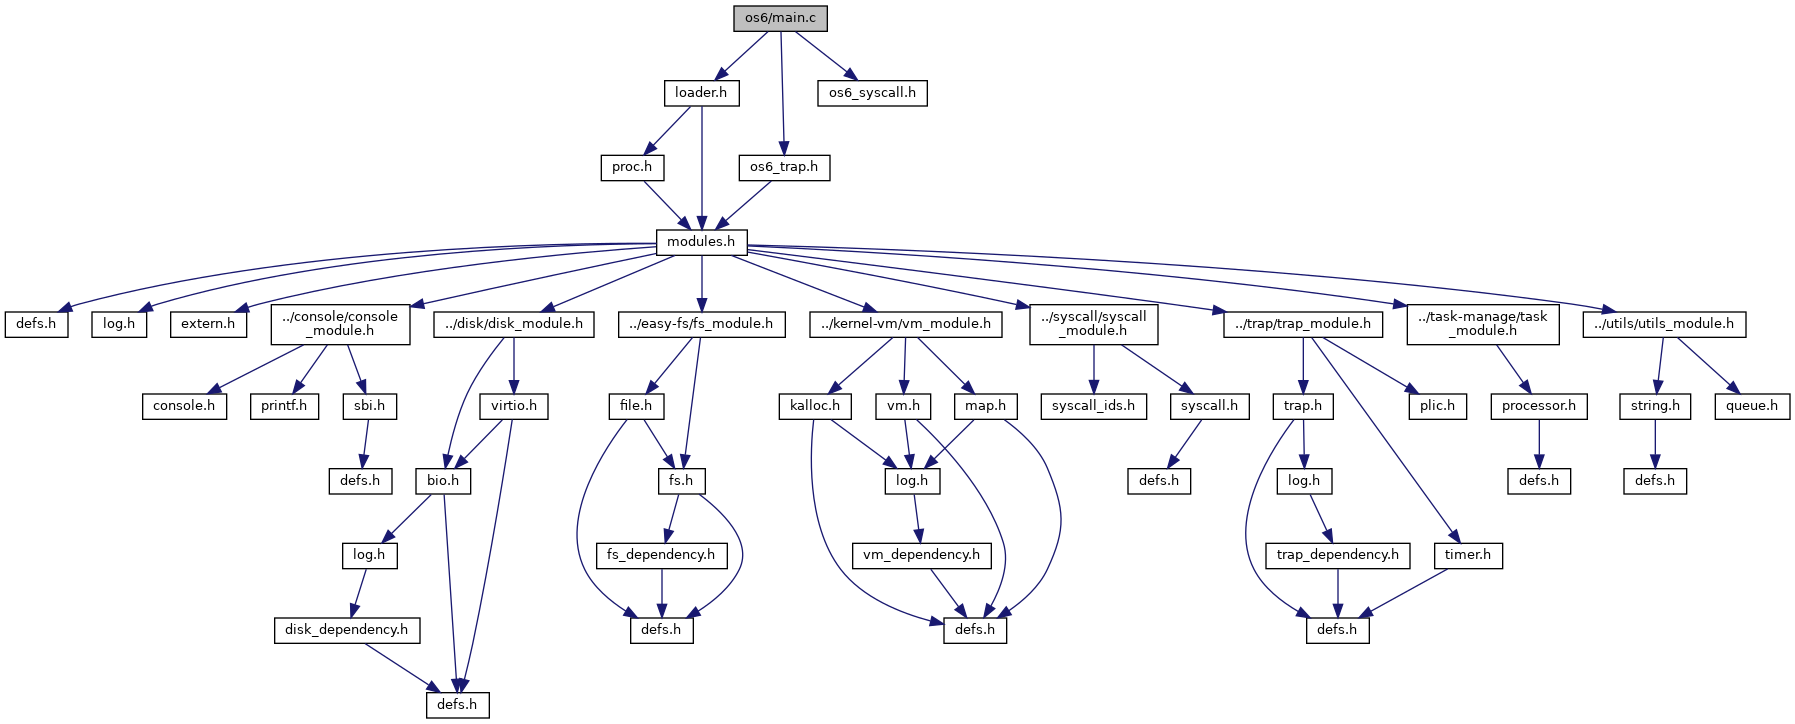 os6/main.c
loader.h
os6_syscall.h
proc.h
os6_trap.h
modules.h
defs.h
log.h
extern.h
../console/console
_module.h
../disk/disk_module.h
../easy-fs/fs_module.h
../kernel-vm/vm_module.h
../syscall/syscall
_module.h
../trap/trap_module.h
../task-manage/task
_module.h
../utils/utils_module.h
console.h
printf.h
sbi.h
virtio.h
file.h
kalloc.h
vm.h
map.h
syscall_ids.h
syscall.h
trap.h
plic.h
processor.h
string.h
queue.h
defs.h
bio.h
fs.h
log.h
defs.h
log.h
defs.h
defs.h
log.h
fs_dependency.h
vm_dependency.h
trap_dependency.h
timer.h
disk_dependency.h
defs.h
defs.h
defs.h
defs.h